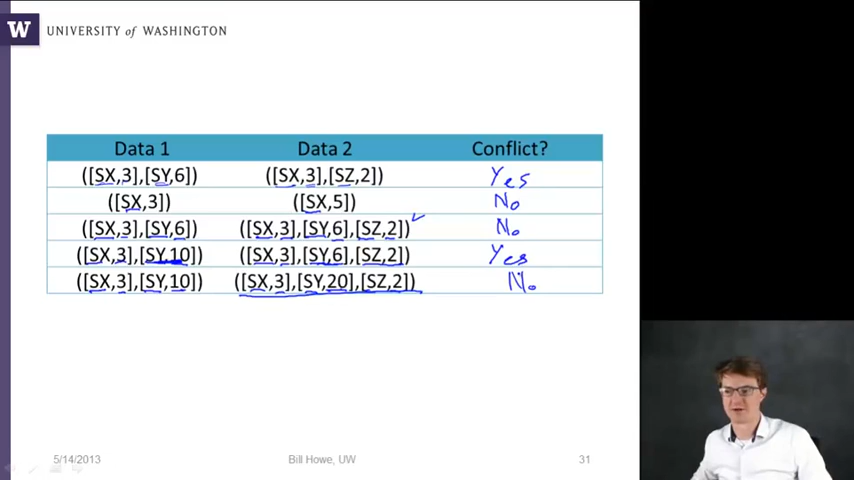 W UNIVERSITY of WASHINGTON
Data 1 Data 2 Conflict?
([SX,3],[SY,6]) ([SX,3],[SZ,2]) Yes
([SX,3]) ([SX,5]) No
([SX,3],[SY,6]) ([SX,3],[SY,6],[SZ,2]) No
([SX,3],[SY,10]) ([SX,3],[SY,6],[SZ,2]) Yes
([SX,3],[SY,10]) ([SX,3],[SY,20],[SZ,2]) No
5/14/2013 Bill Howe, UW 31